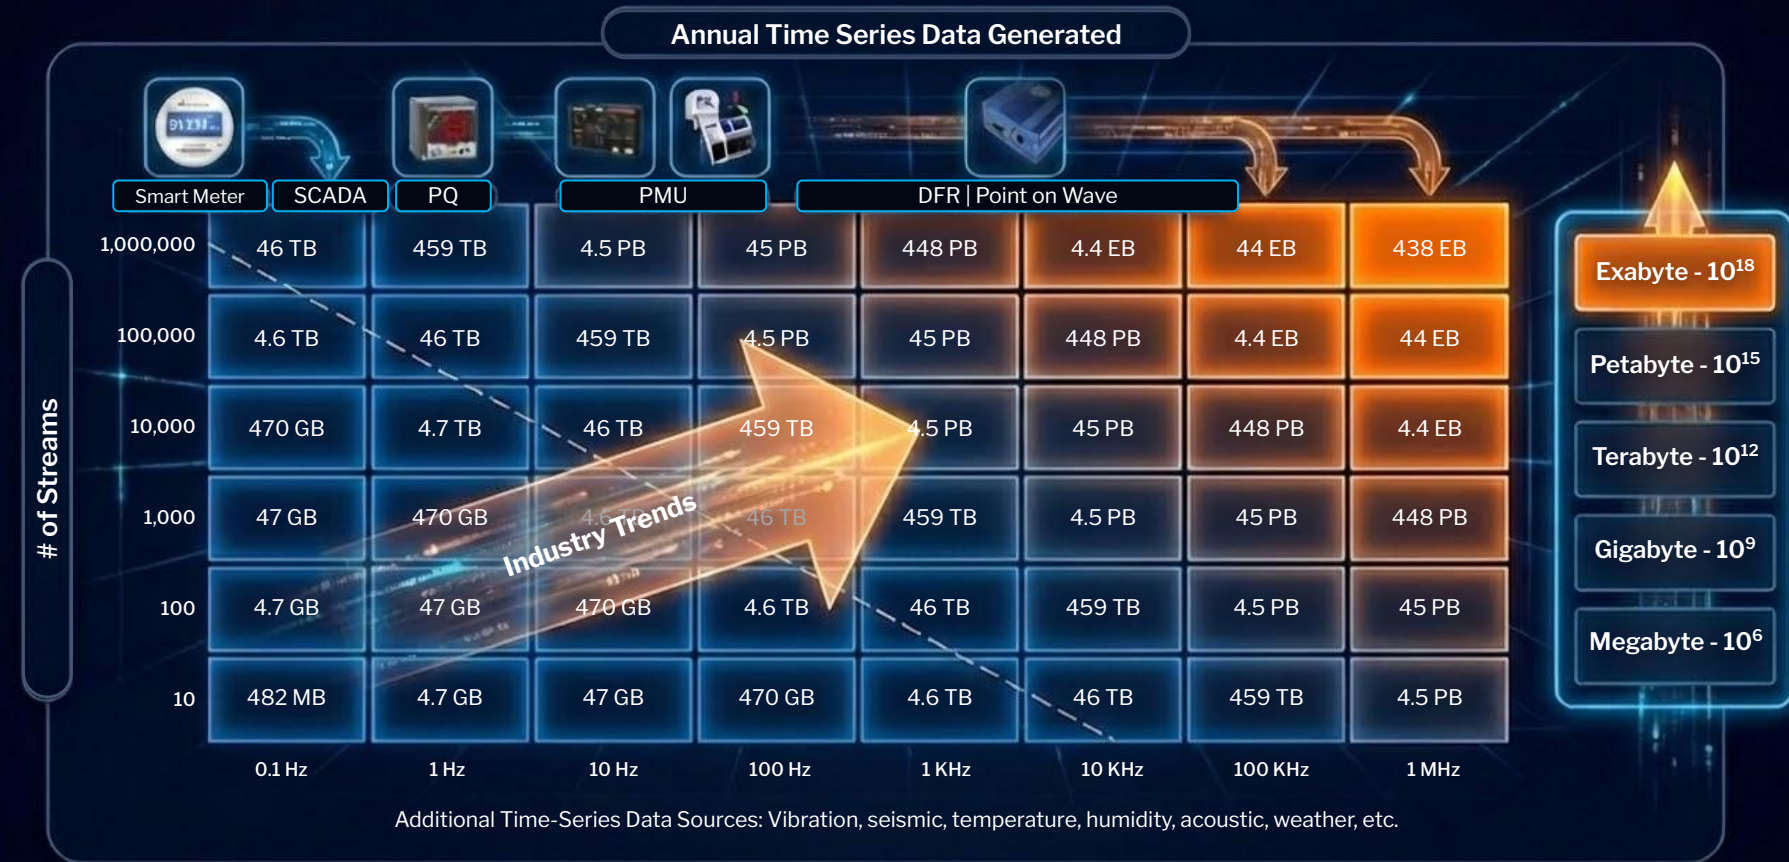 Annual Time Series Data Generated
Smart Meter
SCADA
PQ
PMU
DFR | Point on Wave
# of Streams
1,000,000 46 TB 459 TB 4.5 PB 45 PB 448 PB 4.4 EB 44 EB 438 EB
100,000 4.6 TB 46 TB 459 TB 4.5 PB 45 PB 448 PB 4.4 EB 44 EB
10,000 470 GB 4.7 TB 46 TB 459 TB 4.5 PB 45 PB 448 PB 4.4 EB
1,000 47 GB 470 GB 4.6 TB 46 TB 459 TB 4.5 PB 45 PB 448 PB
100 4.7 GB 47 GB 470 GB 4.6 TB 46 TB 459 TB 4.5 PB 45 PB
10 482 MB 4.7 GB 47 GB 470 GB 4.6 TB 46 TB 459 TB 4.5 PB
Industry Trends
0.1 Hz 1 Hz 10 Hz 100 Hz 1 KHz 10 KHz 100 KHz 1 MHz
Additional Time-Series Data Sources: Vibration, seismic, temperature, humidity, acoustic, weather, etc.
Exabyte - 10¹⁸
Petabyte - 10¹⁵
Terabyte - 10¹²
Gigabyte - 10⁹
Megabyte - 10⁶